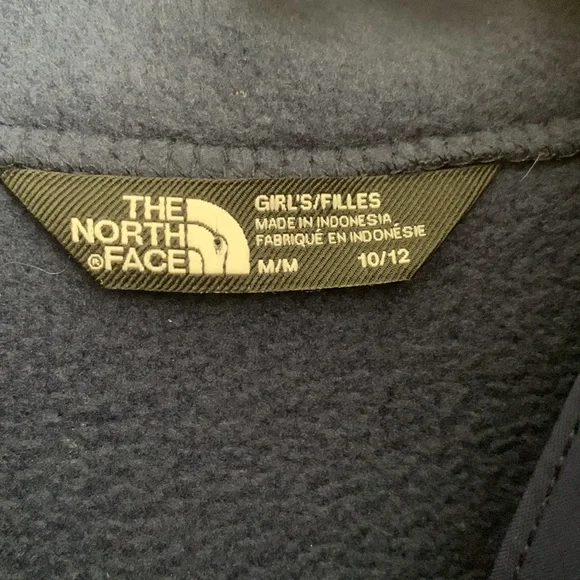 THE
NORTH
®FACE
GIRL'S/FILLES
MADE IN INDONESIA
FABRIQUÉ EN INDONÉSIE
M/M 10/12